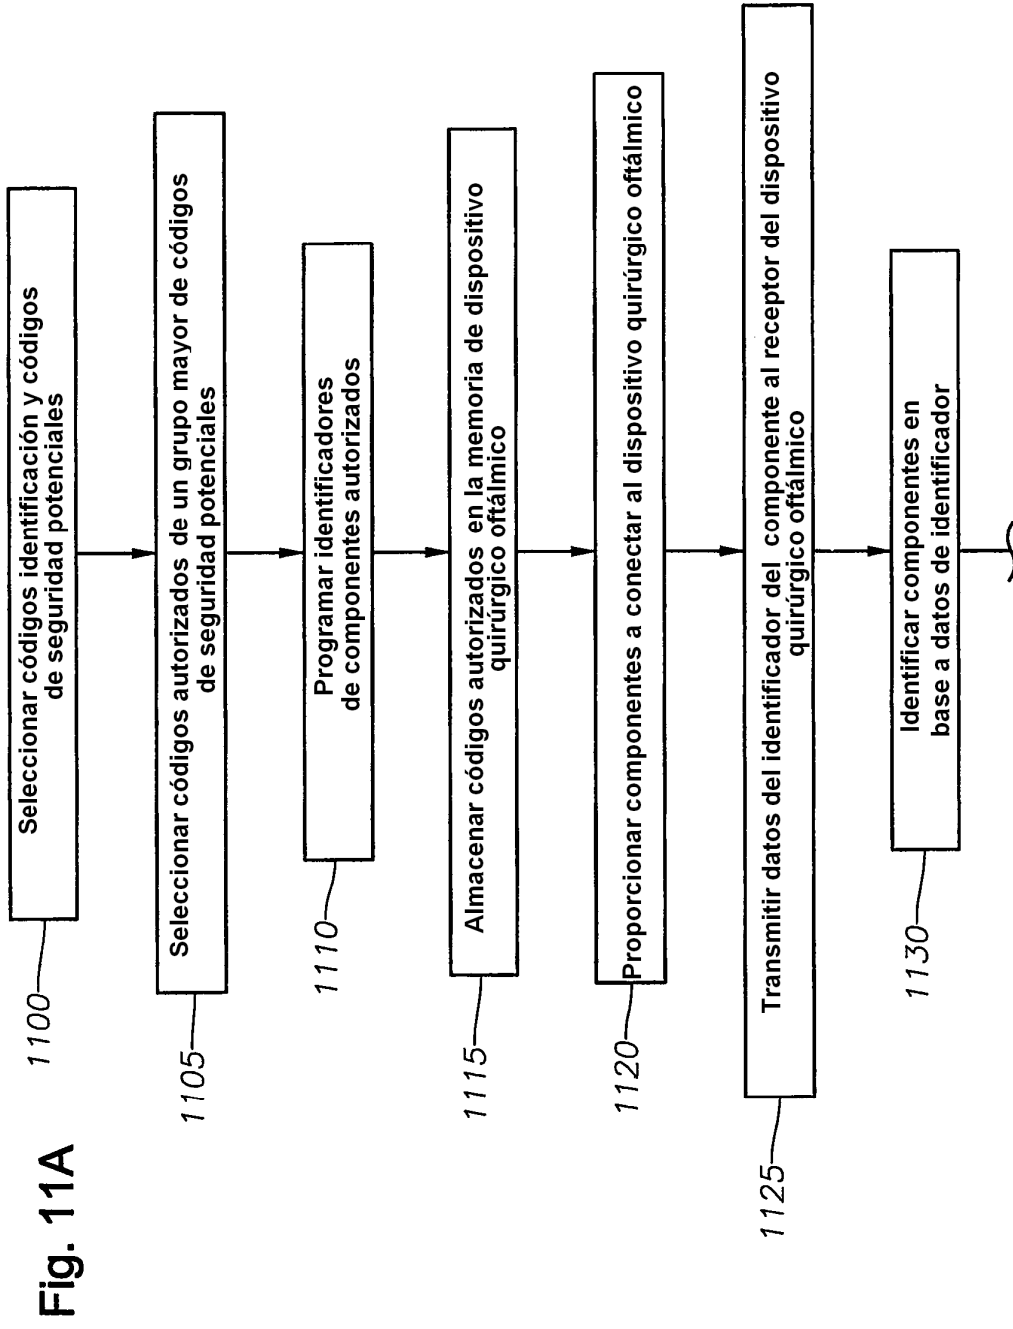 Fig. 11A
1100
Seleccionar códigos identificación y códigos
de seguridad potenciales
1105
Seleccionar códigos autorizados de un grupo mayor de códigos
de seguridad potenciales
1110
Programar identificadores
de componentes autorizados
1115
Almacenar códigos autorizados en la memoria de dispositivo
quirúrgico oftálmico
1120
Proporcionar componentes a conectar al dispositivo quirúrgico oftálmico
1125
Transmitir datos del identificador del componente al receptor del dispositivo
quirúrgico oftálmico
1130
Identificar componentes en
base a datos de identificador